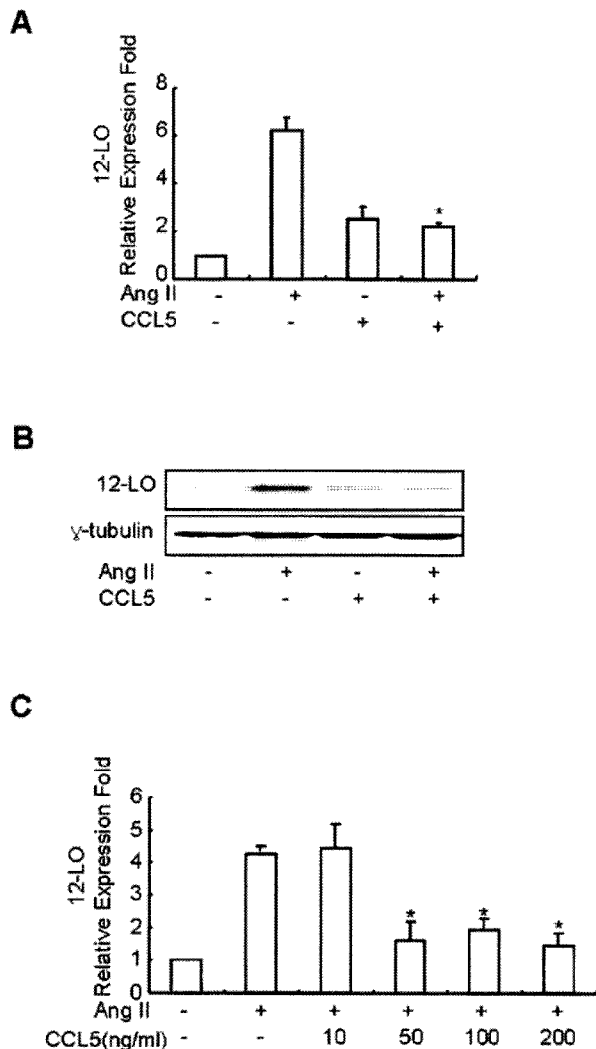 A
12-LO
Relative Expression Fold
8
6
4
2
0
Ang II - + - +
CCL5 - - + +
B
12-LO
γ-tubulin
Ang II - + - +
CCL5 - - + +
C
12-LO
Relative Expression Fold
6
5
4
3
2
1
0
* * * *
Ang II - + + + + +
CCL5(ng/ml) - - 10 50 100 200